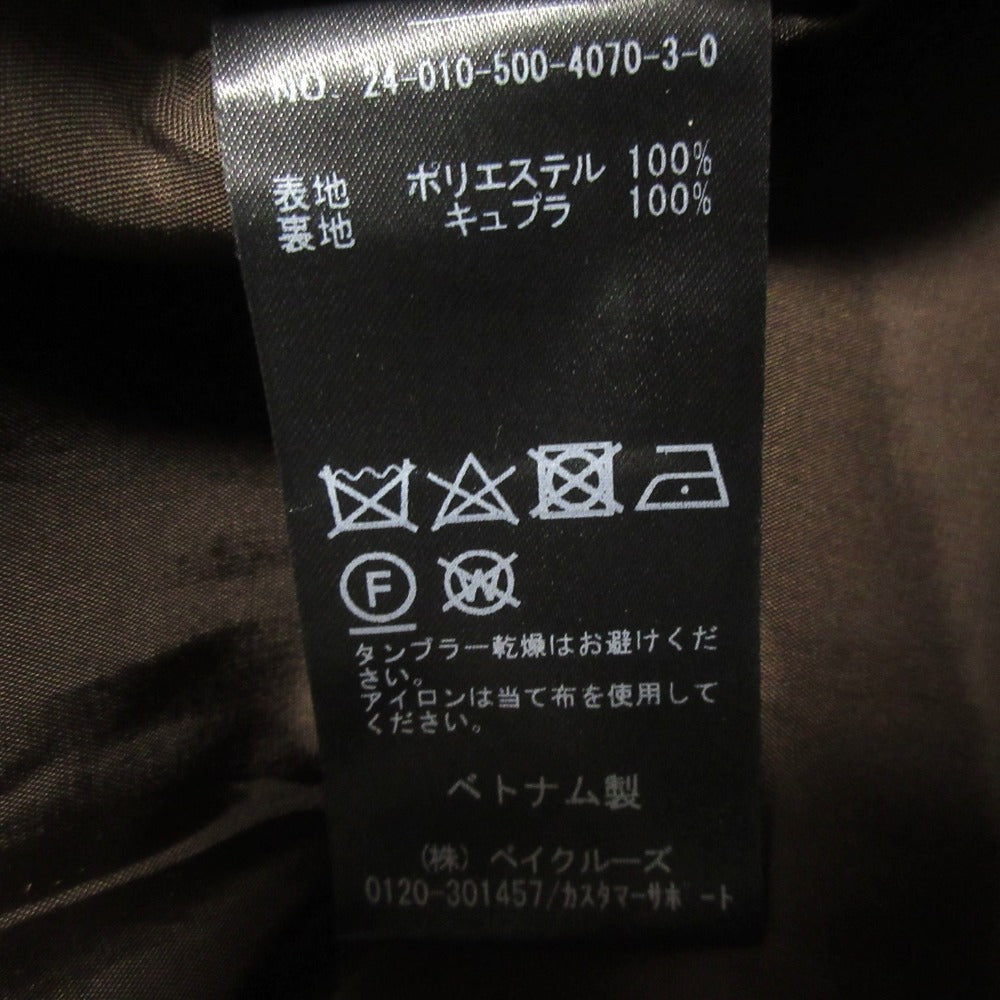 NO 24-010-500-4070-3-0
表地 ポリエステル 100%
裏地 キュプラ 100%
F W
タンブラー乾燥はお避けくだ
さい。
アイロンは当て布を使用して
ください。
ベトナム製
(株) ベイクルーズ
0120-301457/カスタマーサポート